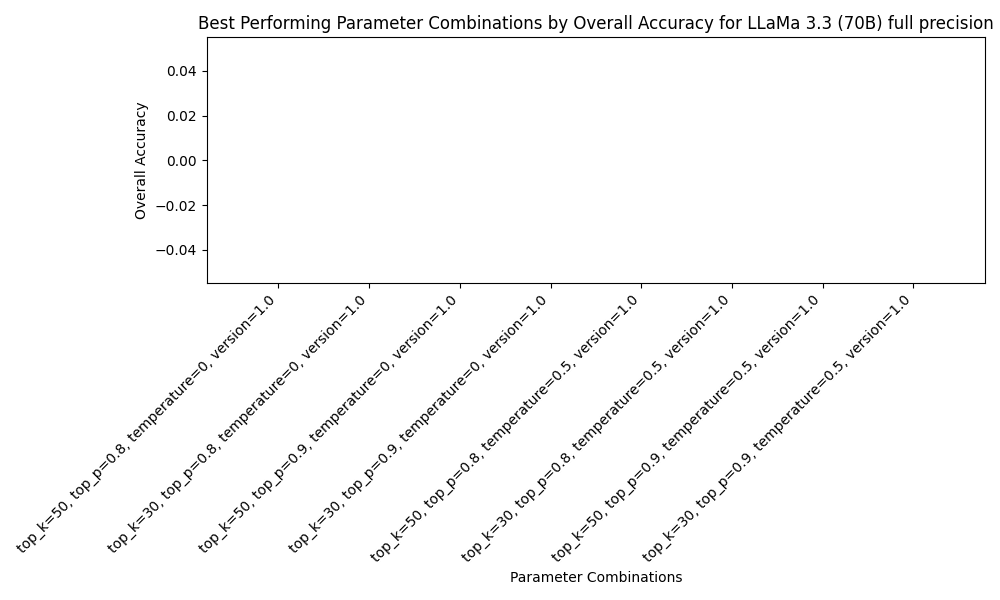 Best Performing Parameter Combinations by Overall Accuracy for LLaMa 3.3 (70B) full precision
Overall Accuracy
0.04
0.02
0.00
−0.02
−0.04
top_k=50, top_p=0.8, temperature=0, version=1.0
top_k=30, top_p=0.8, temperature=0, version=1.0
top_k=50, top_p=0.9, temperature=0, version=1.0
top_k=30, top_p=0.9, temperature=0, version=1.0
top_k=50, top_p=0.8, temperature=0.5, version=1.0
top_k=30, top_p=0.8, temperature=0.5, version=1.0
top_k=50, top_p=0.9, temperature=0.5, version=1.0
top_k=30, top_p=0.9, temperature=0.5, version=1.0
Parameter Combinations